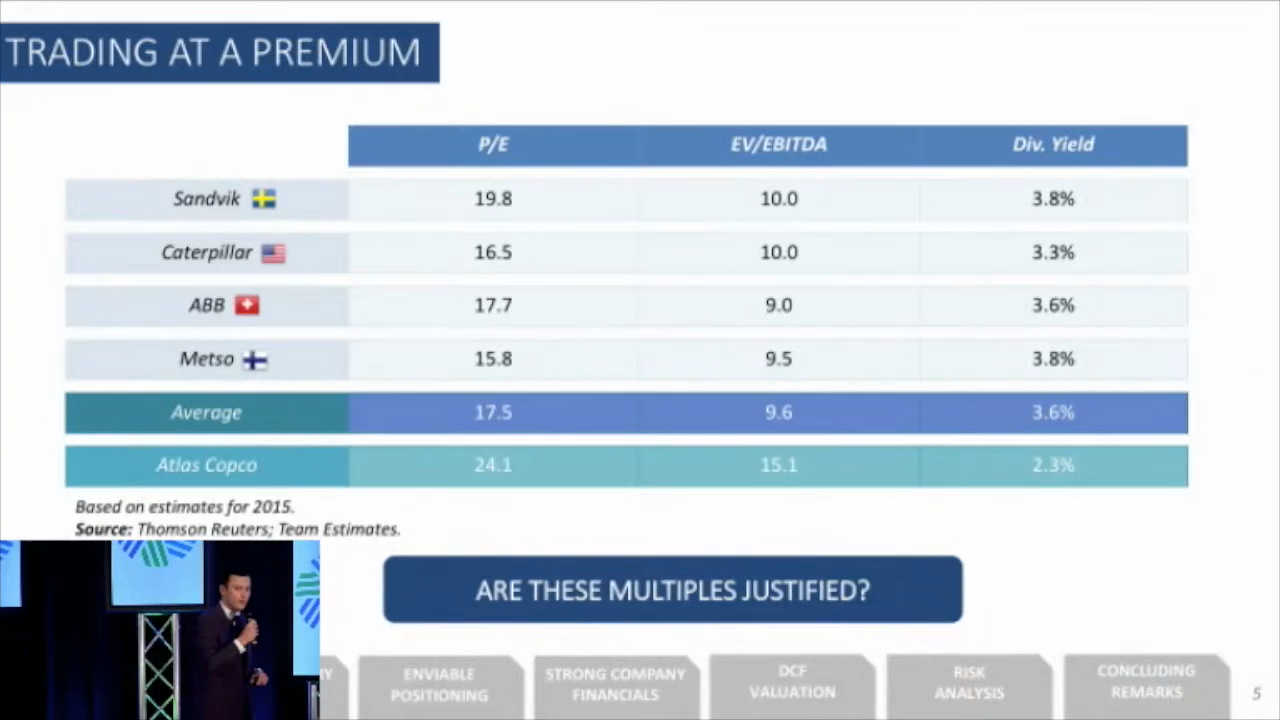 TRADING AT A PREMIUM
P/E EV/EBITDA Div. Yield
Sandvik 19.8 10.0 3.8%
Caterpillar 16.5 10.0 3.3%
ABB 17.7 9.0 3.6%
Metso 15.8 9.5 3.8%
Average 17.5 9.6 3.6%
Atlas Copco 24.1 15.1 2.3%
Based on estimates for 2015.
Source: Thomson Reuters; Team Estimates.
ARE THESE MULTIPLES JUSTIFIED?
ENVIABLE
POSITIONING
STRONG COMPANY
FINANCIALS
DCF
VALUATION
RISK
ANALYSIS
CONCLUDING
REMARKS
5